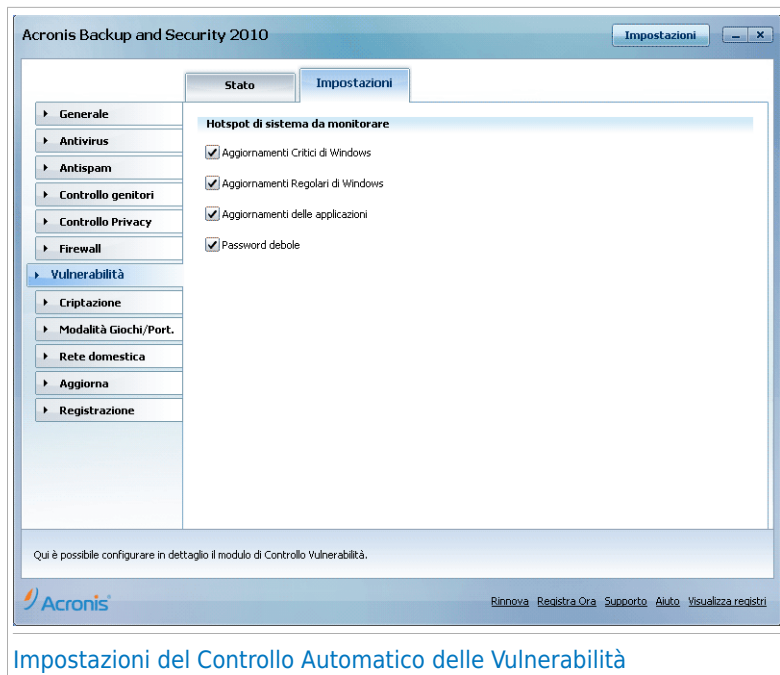 Acronis Backup and Security 2010
Impostazioni
Stato
Impostazioni
Generale
Antivirus
Antispam
Controllo genitori
Controllo Privacy
Firewall
Vulnerabilità
Criptazione
Modalità Giochi/Port.
Rete domestica
Aggiorna
Registrazione
Hotspot di sistema da monitorare
Aggiornamenti Critici di Windows
Aggiornamenti Regolari di Windows
Aggiornamenti delle applicazioni
Password debole
Qui è possibile configurare in dettaglio il modulo di Controllo Vulnerabilità.
Acronis
Rinnova Registra Ora Supporto Aiuto Visualizza registri
Impostazioni del Controllo Automatico delle Vulnerabilità